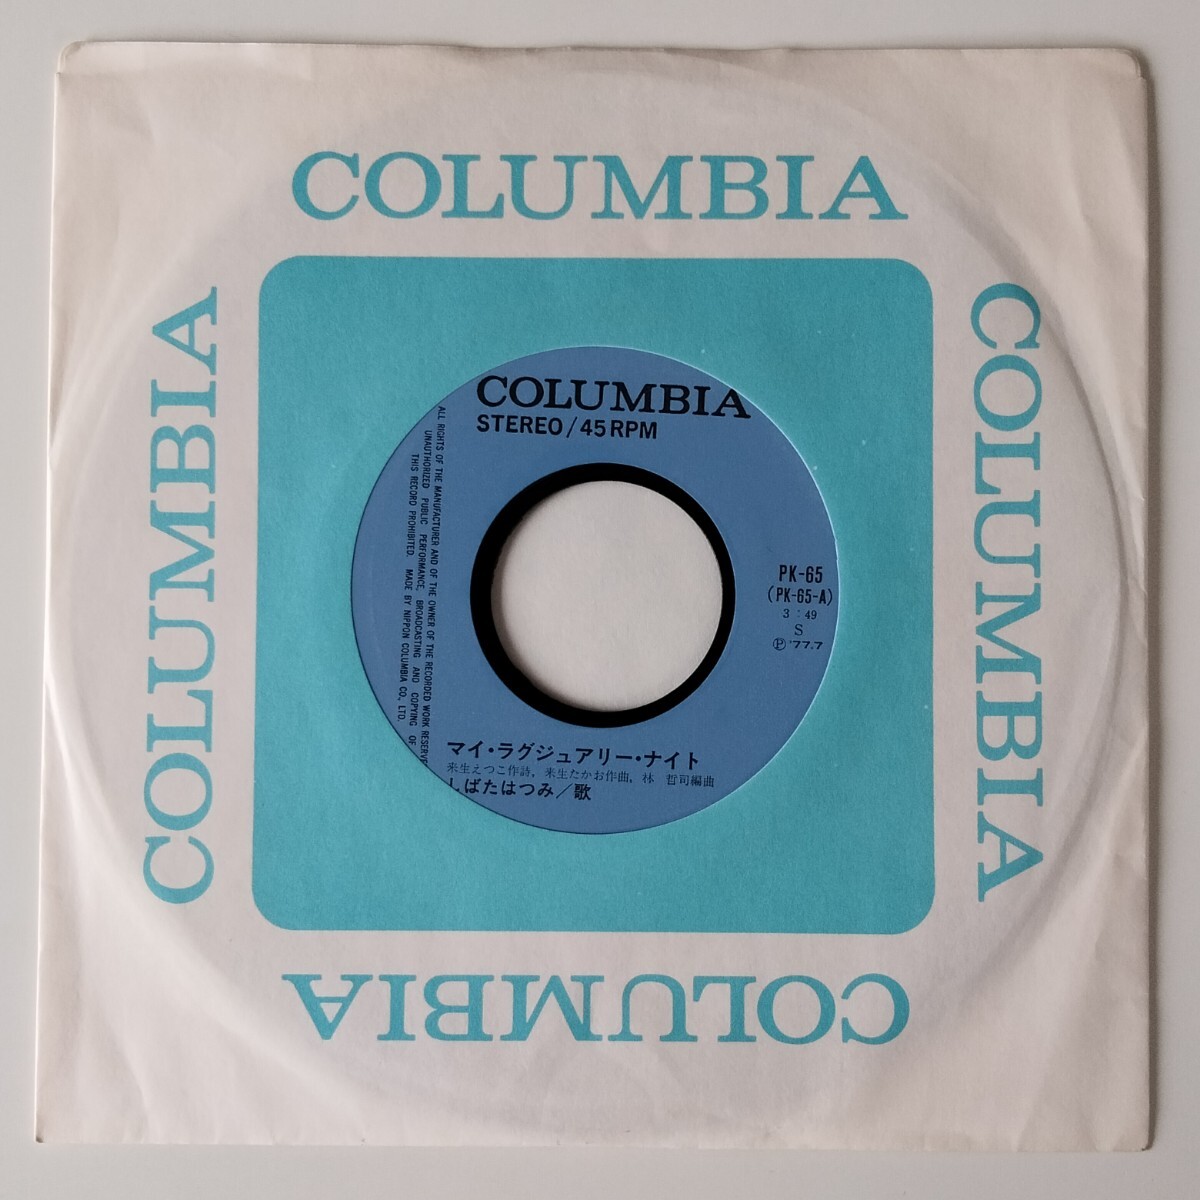 COLUMBIA
COLUMBIA
COLUMBIA
COLUMBIA
COLUMBIA
STEREO/45RPM
ALL RIGHTS OF THE MANUFACTURER AND OF THE OWNER OF THE RECORDED WORK RESERVE
UNAUTHORIZED PUBLIC PERFORMANCE, BROADCASTING AND COPYING OF
THIS RECORD PROHIBITED. MADE BY NIPPON COLUMBIA CO., LTD.
PK-65
(PK-65-A)
3:49
S
Ⓟ '77.7
マイ・ラグジュアリー・ナイト
来生えつこ作詩, 来生たかお作曲, 林 哲司編曲
しばたはつみ/歌